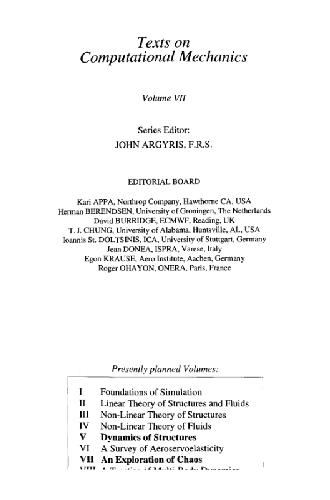 Texts on
Computational Mechanics
Volume VII
Series Editor:
JOHN ARGYRIS, F.R.S.
EDITORIAL BOARD
Kari APPA, Northrop Company, Hawthorne CA, USA
Herman BERENDSEN, University of Groningen, The Netherlands
David BURRIDGE, ECMWF, Reading, UK
T. J. CHUNG, University of Alabama, Huntsville, AL, USA
Ioannis St. DOLTSINIS, ICA, University of Stuttgart, Germany
Jean DONEA, ISPRA, Varese, Italy
Egon KRAUSE, Aero Institute, Aachen, Germany
Roger OHAYON, ONERA, Paris, France
Presently planned Volumes:
I Foundations of Simulation
II Linear Theory of Structures and Fluids
III Non-Linear Theory of Structures
IV Non-Linear Theory of Fluids
V Dynamics of Structures
VI A Survey of Aeroservoelasticity
VII An Exploration of Chaos
VIII A Treatise of Multi-Body Dynamics